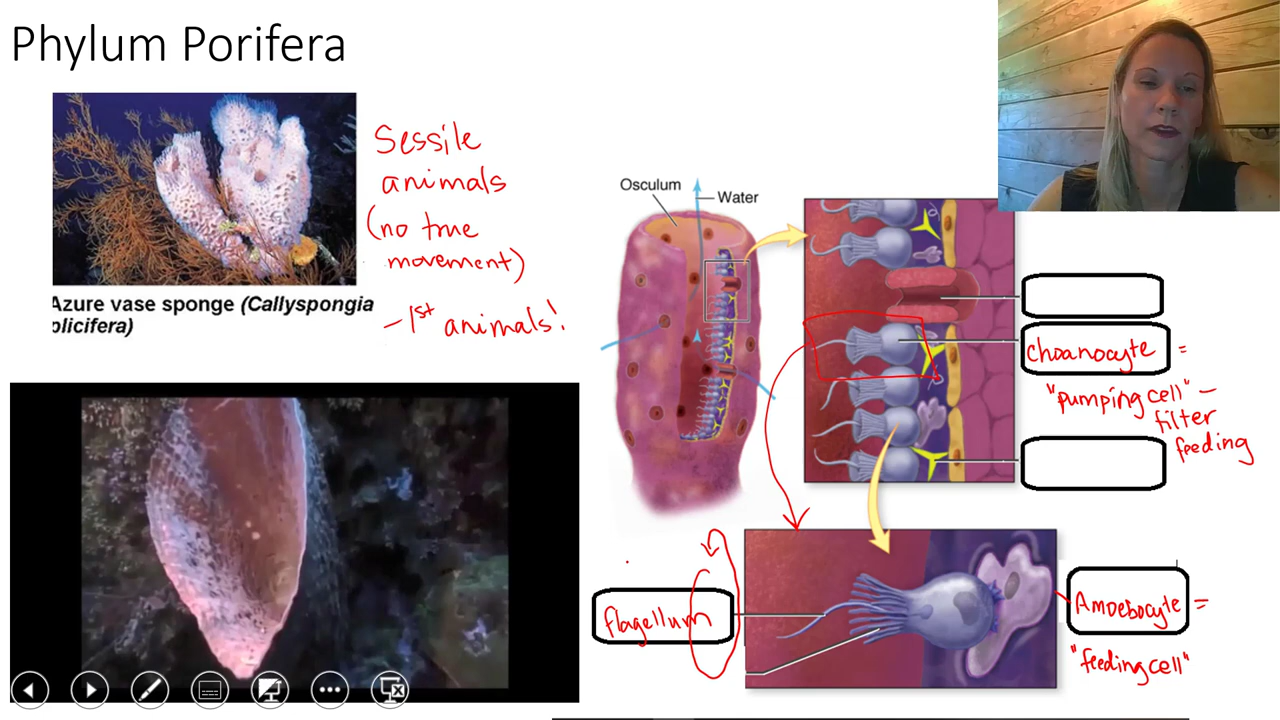 Phylum Porifera
Sessile
animals
(no true
movement)
-1st animals!
Azure vase sponge (Callyspongia
plicifera)
Osculum
Water
Choanocyte =
"pumping cell" -
filter
feeding
flagellum
Amoebocyte =
"feeding cell"